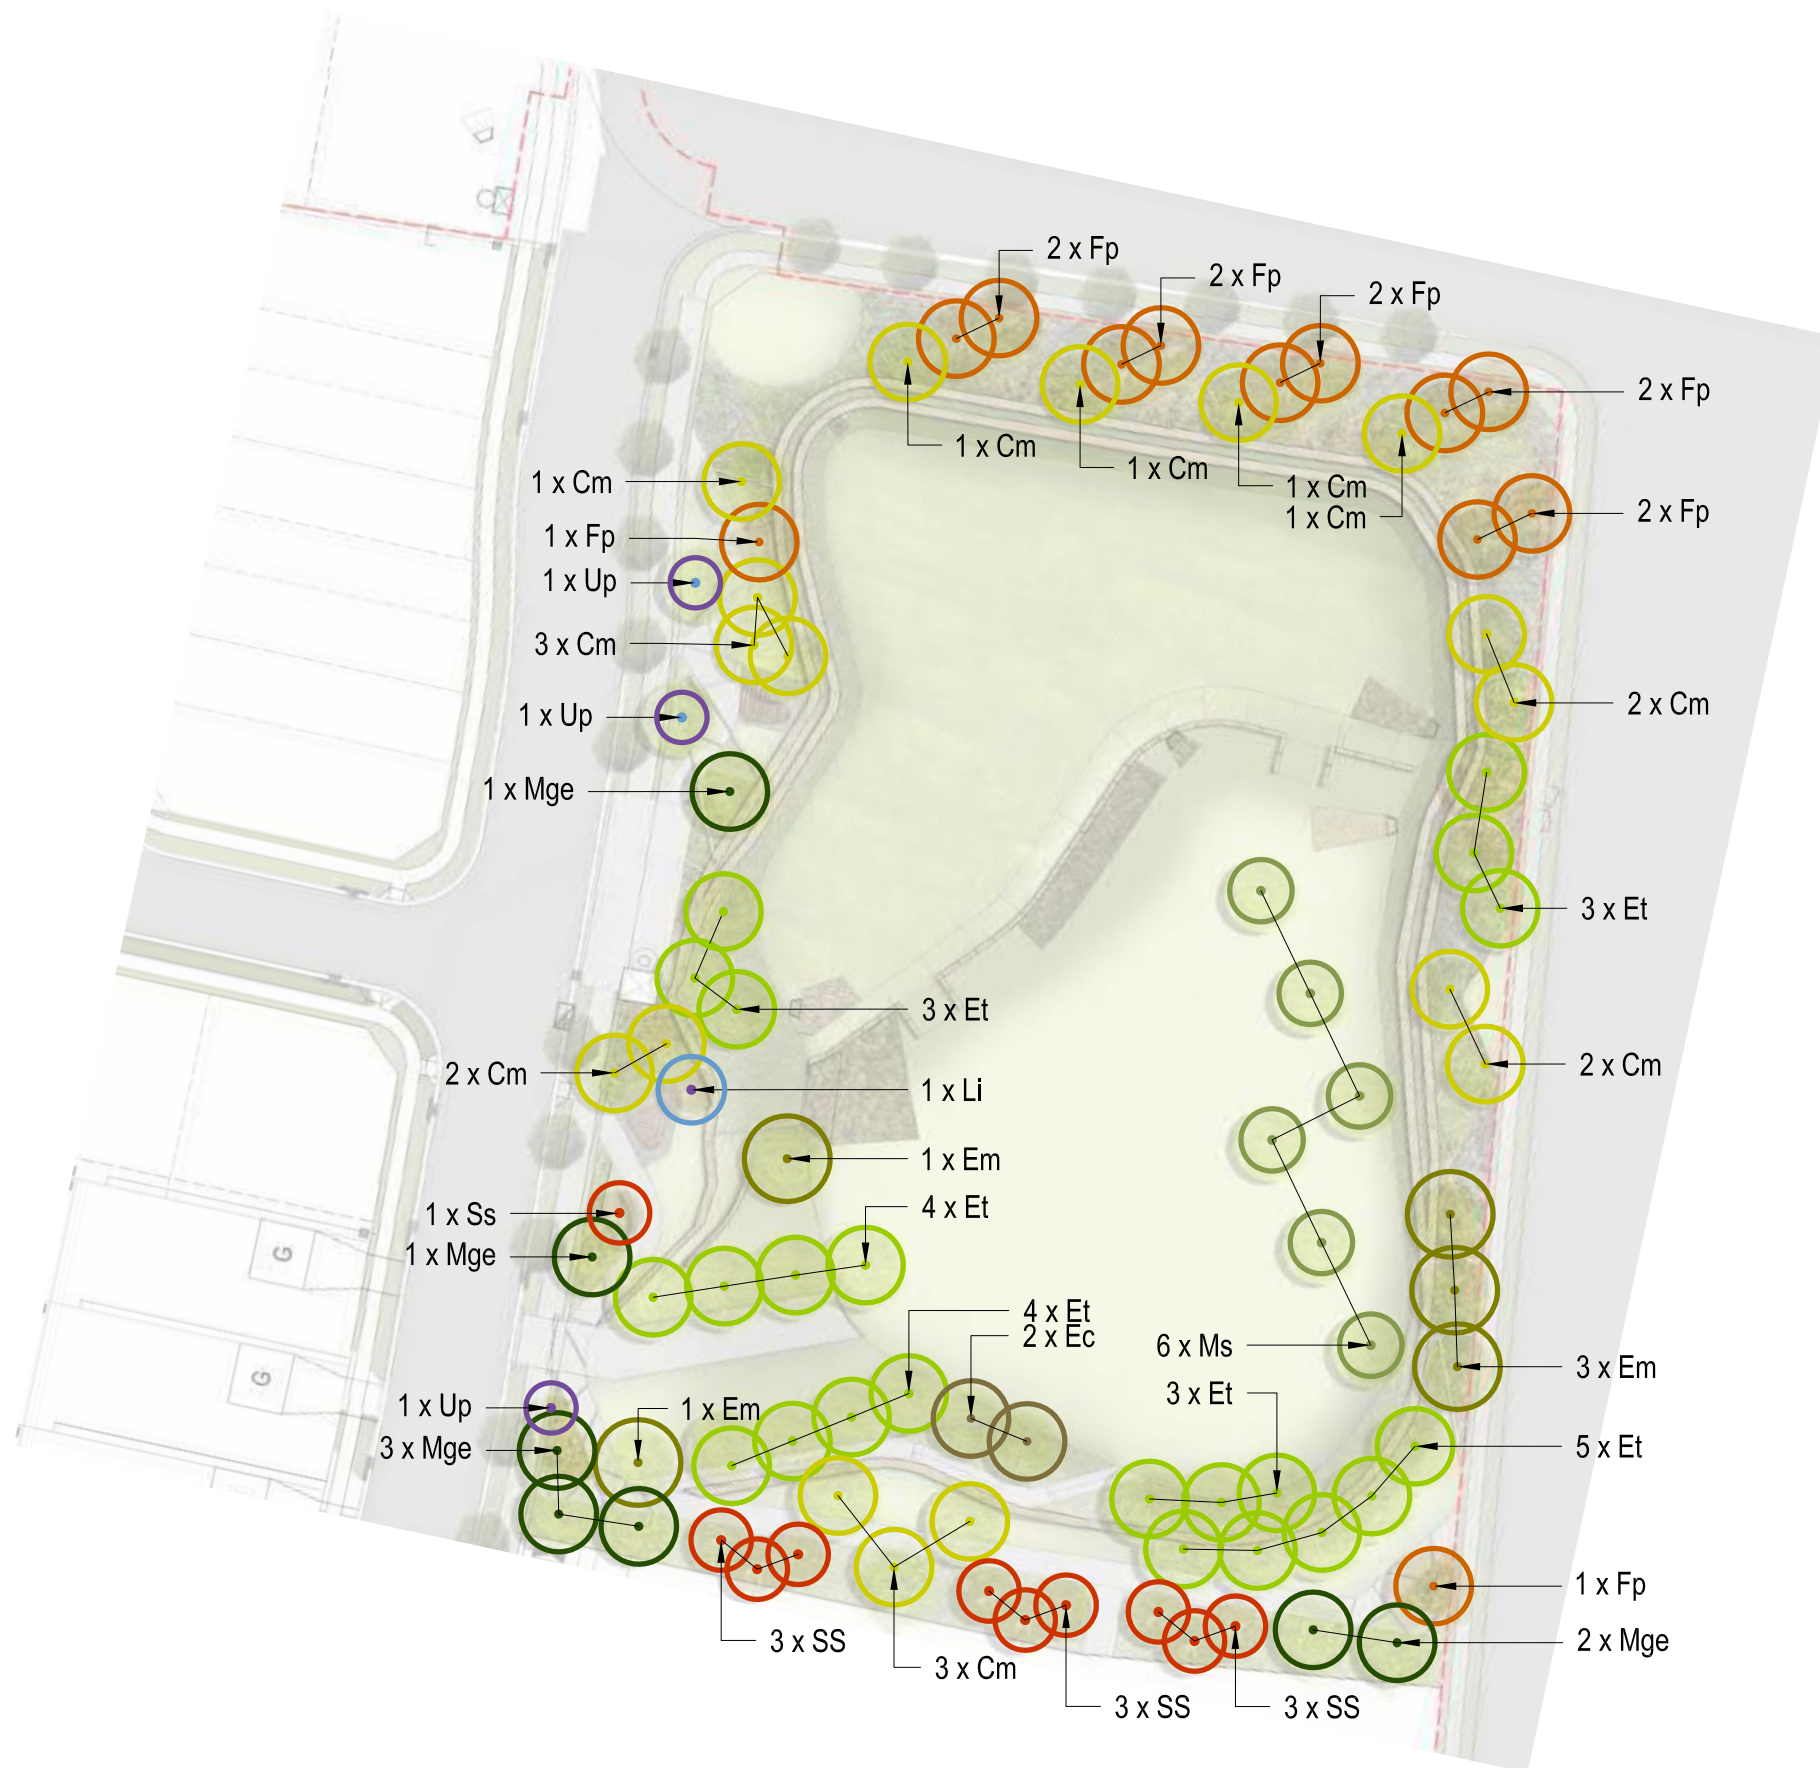 2 x Fp
2 x Fp
2 x Fp
2 x Fp
1 x Cm
1 x Cm
1 x Cm
1 x Cm
1 x Cm
2 x Fp
1 x Fp
1 x Up
3 x Cm
2 x Cm
1 x Up
1 x Mge
3 x Et
3 x Et
2 x Cm
2 x Cm
1 x Li
1 x Em
4 x Et
1 x Ss
1 x Mge
G
4 x Et
2 x Ec
6 x Ms
3 x Em
G
3 x Et
1 x Up
1 x Em
3 x Mge
5 x Et
1 x Fp
3 x SS
2 x Mge
3 x Cm
3 x SS
3 x SS